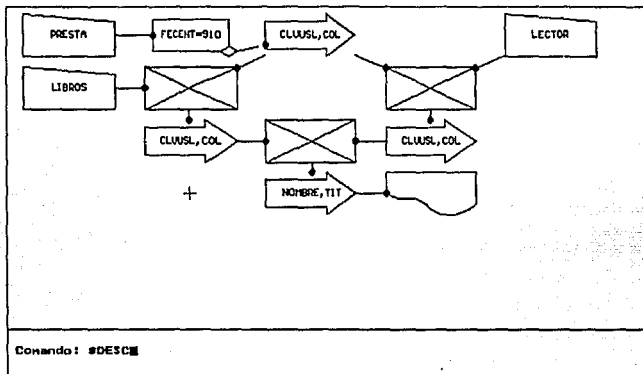 PRESTA
FECENT=910
CLVUSL,COL
LECTOR
LIBROS
CLVUSL,COL
CLVUSL,COL
NOMBRE,TIT
Comando: #DESC